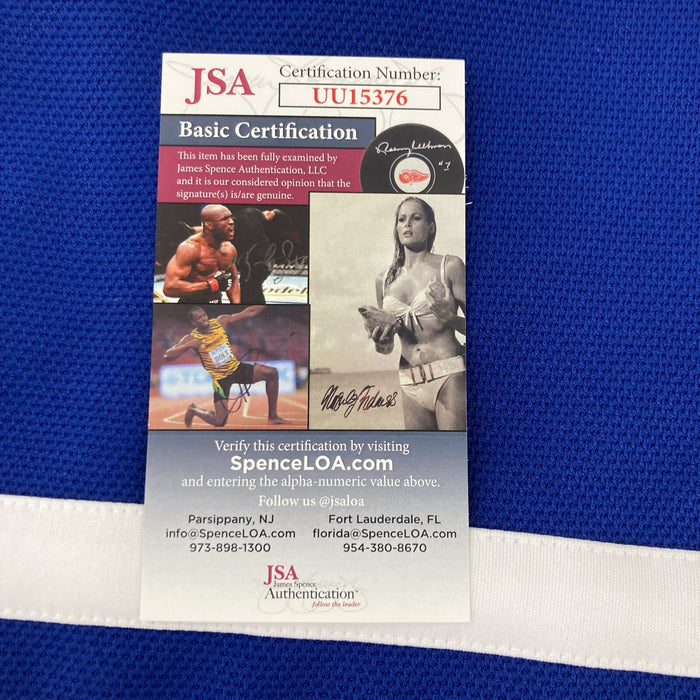 JSA
Certification Number:
UU15376
Basic Certification
This item has been fully examined by
James Spence Authentication, LLC
and it is our considered opinion that the
signature(s) is/are genuine.
#1
BOLT
Verify this certification by visiting
SpenceLOA.com
and entering the alpha-numeric value above.
Follow us @jsaloa
Parsippany, NJ
info@SpenceLOA.com
973-898-1300
Fort Lauderdale, FL
florida@SpenceLOA.com
954-380-8670
JSA
James Spence
Authentication™
follow the leader